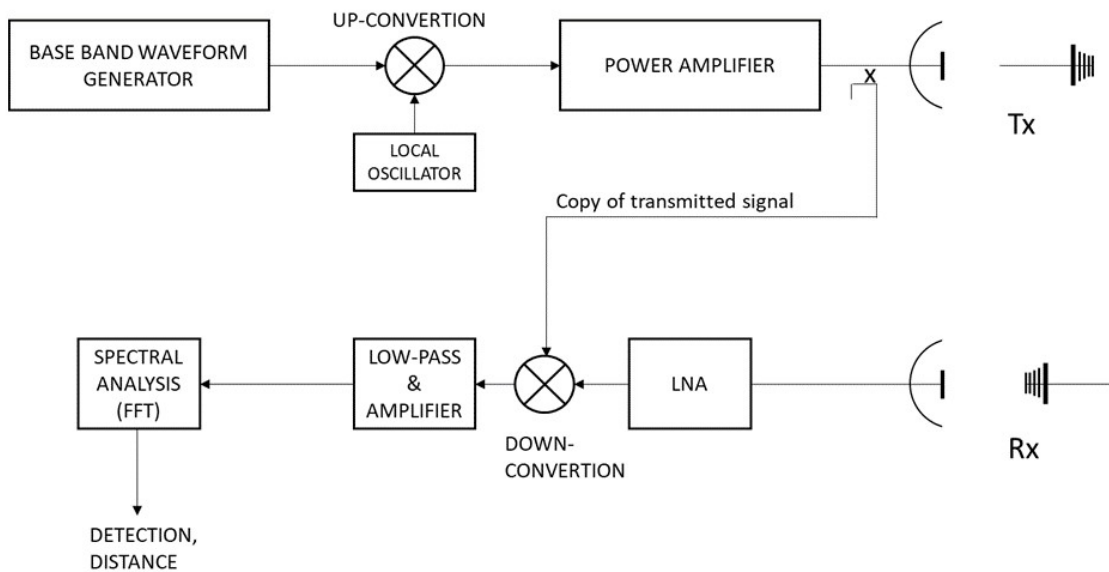 UP-CONVERTION
BASE BAND WAVEFORM
GENERATOR
POWER AMPLIFIER
x
Tx
LOCAL
OSCILLATOR
Copy of transmitted signal
SPECTRAL
ANALYSIS
(FFT)
LOW-PASS
&
AMPLIFIER
LNA
DOWN-
CONVERTION
Rx
DETECTION,
DISTANCE